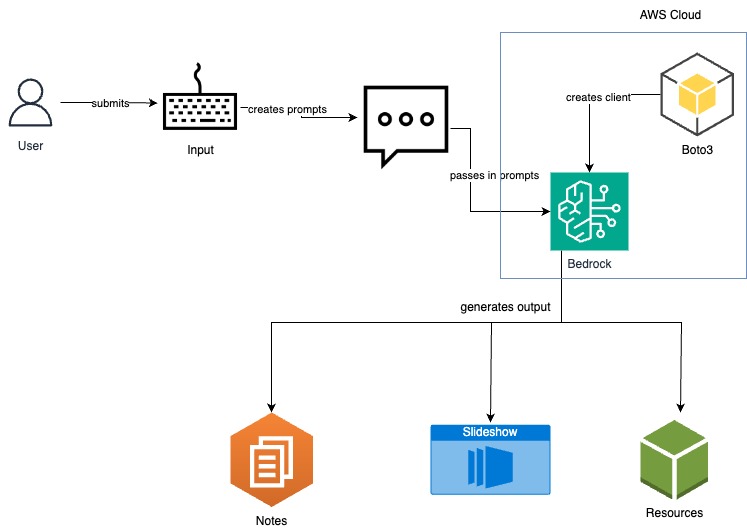 AWS Cloud
submits
creates prompts
creates client
User
Input
Boto3
passes in prompts
Bedrock
generates output
Slideshow
Notes
Resources